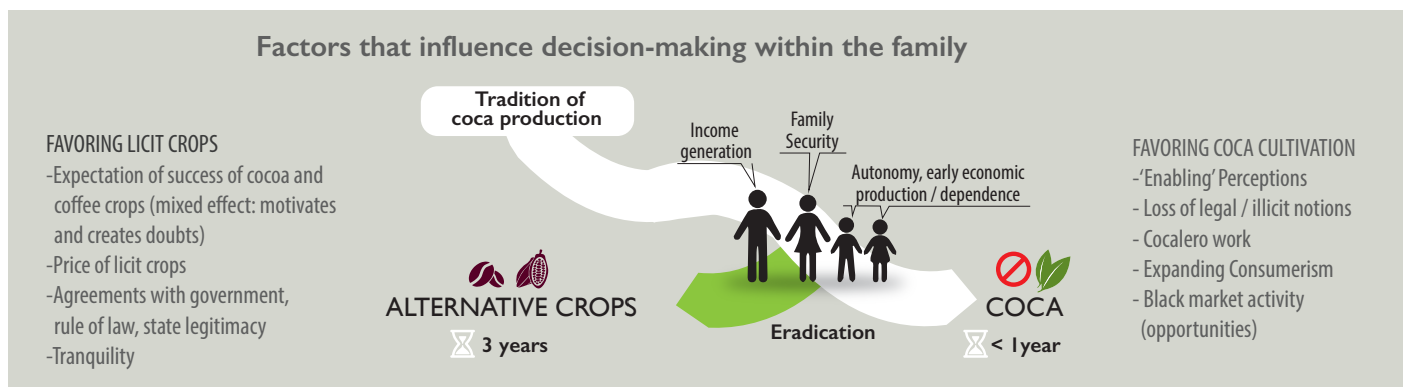 Factors that influence decision-making within the family
Tradition of
coca production
FAVORING LICIT CROPS
-Expectation of success of cocoa and
coffee crops (mixed effect: motivates
and creates doubts)
-Price of licit crops
-Agreements with government,
rule of law, state legitimacy
-Tranquility
Income
generation
Family
Security
Autonomy, early economic
production / dependence
ALTERNATIVE CROPS
3 years
Eradication
COCA
< 1year
FAVORING COCA CULTIVATION
-‘Enabling’ Perceptions
- Loss of legal / illicit notions
- Cocalero work
- Expanding Consumerism
- Black market activity
(opportunities)